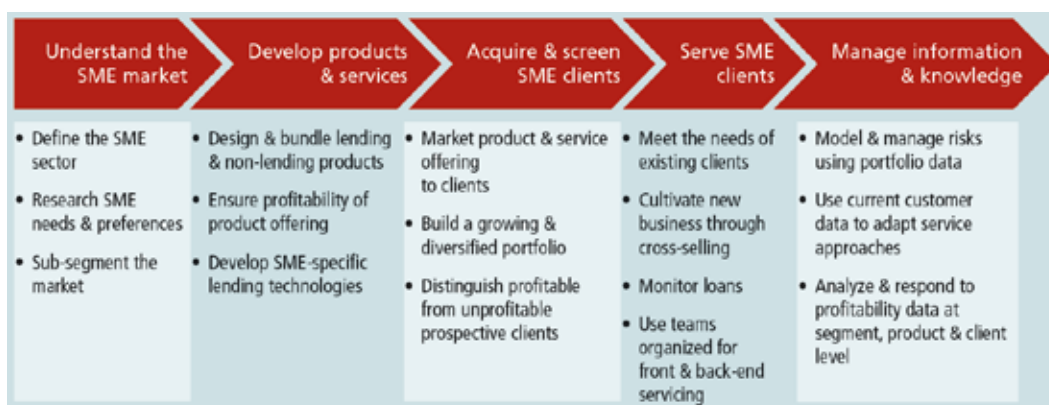 Understand the
SME market
Develop products
& services
Acquire & screen
SME clients
Serve SME
clients
Manage information
& knowledge
• Define the SME
sector
• Research SME
needs & preferences
• Sub-segment the
market
• Design & bundle lending
& non-lending products
• Ensure profitability of
product offering
• Develop SME-specific
lending technologies
• Market product & service
offering
to clients
• Build a growing &
diversified portfolio
• Distinguish profitable
from unprofitable
prospective clients
• Meet the needs of
existing clients
• Cultivate new
business through
cross-selling
• Monitor loans
• Use teams
organized for
front & back-end
servicing
• Model & manage risks
using portfolio data
• Use current customer
data to adapt service
approaches
• Analyze & respond to
profitability data at
segment, product & client
level